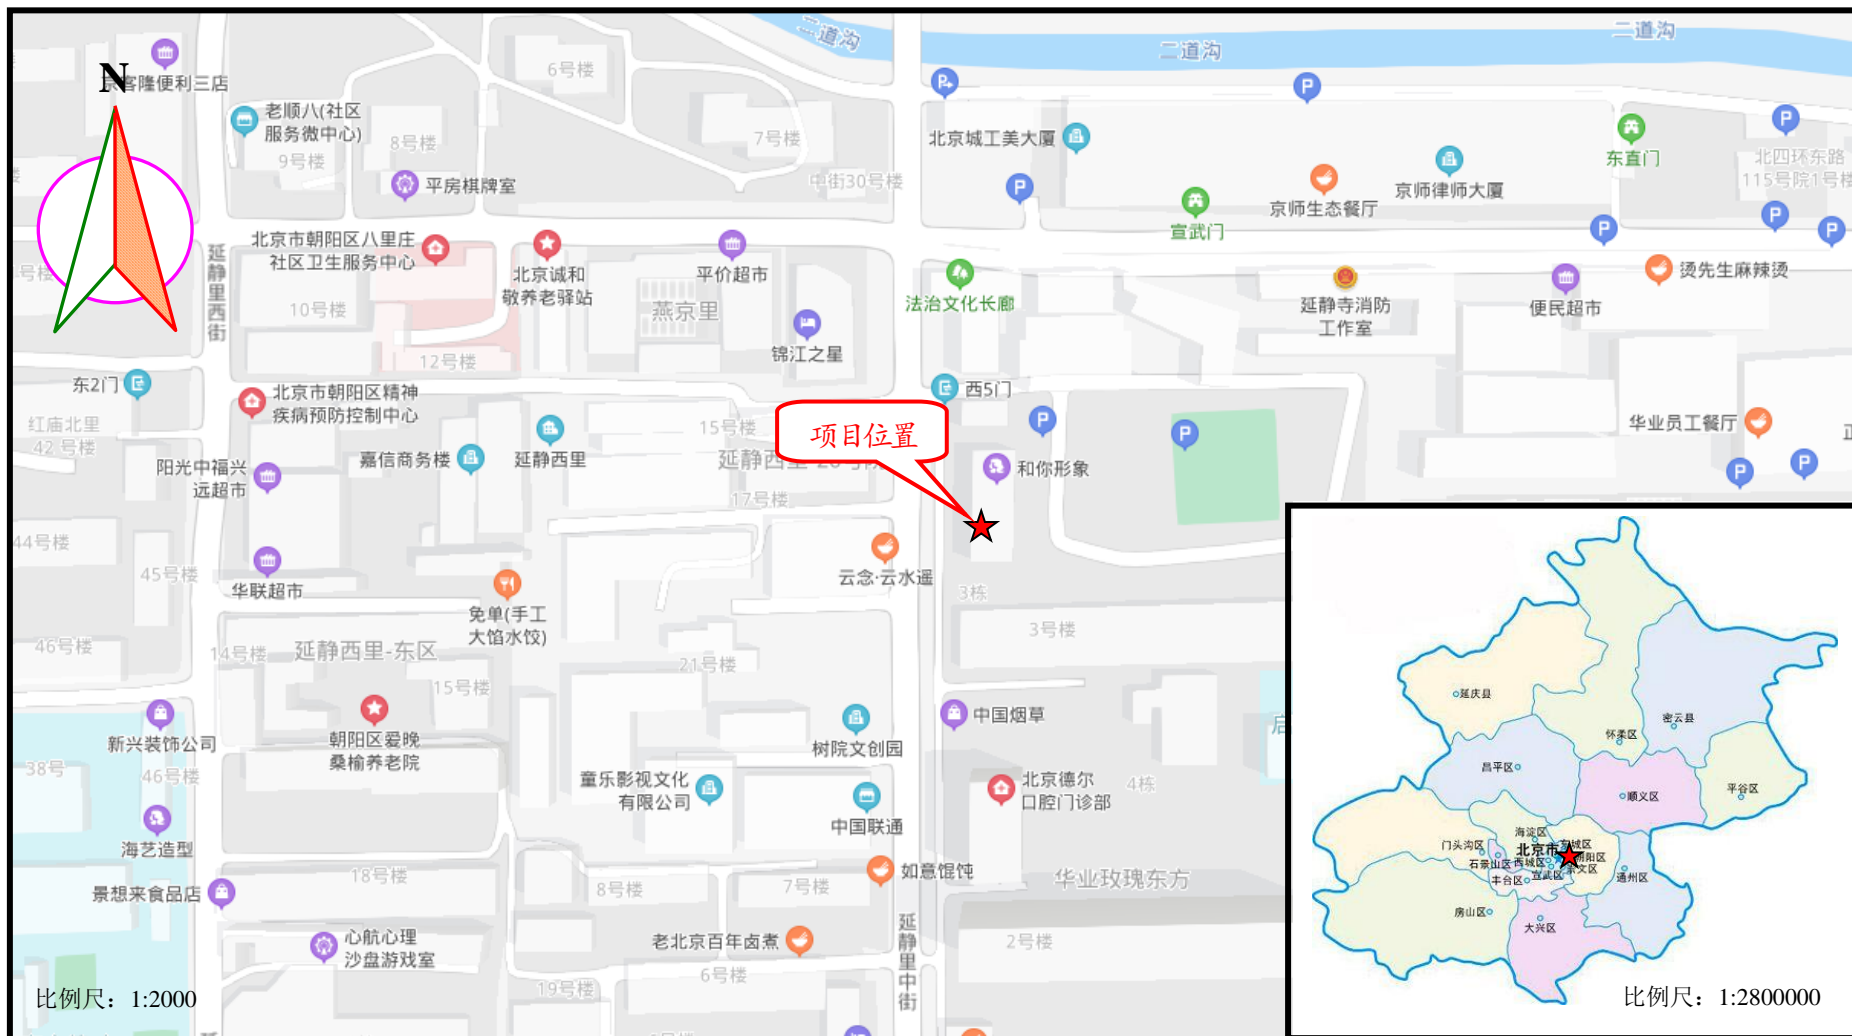 二道沟
二道沟
二道沟
N
客隆便利三店
6号楼
老顺八(社区
服务微中心)
8号楼
9号楼
7号楼
平房棋牌室
中街30号楼
北京城工美大厦
东直门
北四环东路
115号院1号楼
京师律师大厦
京师生态餐厅
宣武门
延静里西街
北京市朝阳区八里庄
社区卫生服务中心
北京诚和
敬养老驿站
平价超市
法治文化长廊
烫先生麻辣烫
延静寺消防
工作室
便民超市
号楼
10号楼
燕京里
锦江之星
12号楼
东2门
北京市朝阳区精神
疾病预防控制中心
西5门
红庙北里
42 号楼
15号楼
项目位置
华业员工餐厅
阳光中福兴
远超市
嘉信商务楼
延静西里
和你形象
17号楼
44号楼
45号楼
华联超市
云念·云水遥
免单(手工
大馅水饺)
3栋
3号楼
46号楼
14号楼
延静西里-东区
21号楼
15号楼
新兴装饰公司
朝阳区爱晚
桑榆养老院
树院文创园
中国烟草
38号
46号楼
童乐影视文化
有限公司
北京德尔
口腔门诊部
4栋
中国联通
海艺造型
18号楼
景想来食品店
8号楼
7号楼
如意馄饨
华业玫瑰东方
心航心理
沙盘游戏室
老北京百年卤煮
延静里中街
2号楼
6号楼
19号楼
比例尺：1:2000
延庆县
密云县
怀柔区
昌平区
顺义区
平谷区
海淀区
门头沟区
北京市
东城区
石景山区
西城区
朝阳区
丰台区
宣武区
崇文区
通州区
房山区
大兴区
比例尺：1:2800000